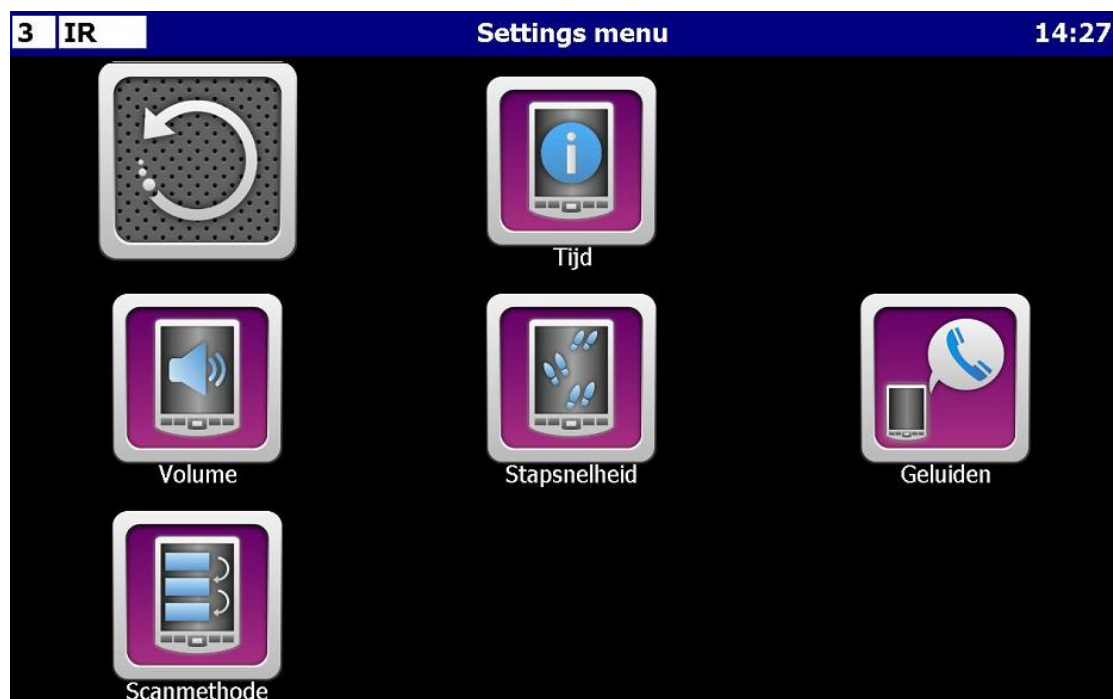 3 IR Settings menu 14:27
Tijd
Volume Stapsnelheid Geluiden
Scanmethode